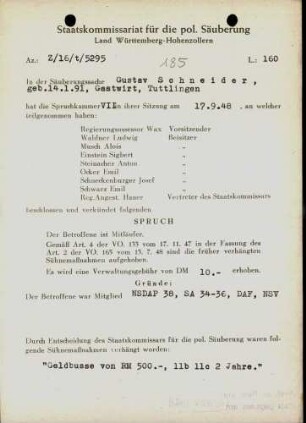 Staatskommissariat für die pol. Säuberung
Land Württemberg-Hohenzollern
Az.: Z/16/t/5295
185
L.: 160
In der Säuberungssache Gustav Schneider,
geb.14.1.91, Gastwirt, Tuttlingen
hat die Spruchkammer VII in ihrer Sitzung am 17.9.48 , an welcher
teilgenommen haben:
Regierungsassessor Wax Vorsitzender
Waldner Ludwig Beisitzer
Munch Alois "
Einstein Sigbert "
Steinacher Anton "
Osker Emil "
Schneckenburger Josef "
Schwarz Emil "
Reg.Angest. Hauer Vertreter des Staatskommissars
beschlossen und verkündet folgenden
SPRUCH
Der Betroffene ist Mitläufer.
Gemäß Art. 4 der VO. 133 vom 17. 11. 47 in der Fassung des
Art. 2 der VO. 165 vom 13. 7. 48 sind die früher verhängten
Sühnemaßnahmen aufgehoben.
Es wird eine Verwaltungsgebühr von DM 10.- erhoben.
Gründe:
Der Betroffene war Mitglied NSDAP 38, SA 34-36, DAF, NSV
Durch Entscheidung des Staatskommissars für die pol. Säuberung waren fol-
gende Sühnemaßnahmen verhängt worden:
"Geldbusse von RM 500.-, 11b 11c 2 Jahre."